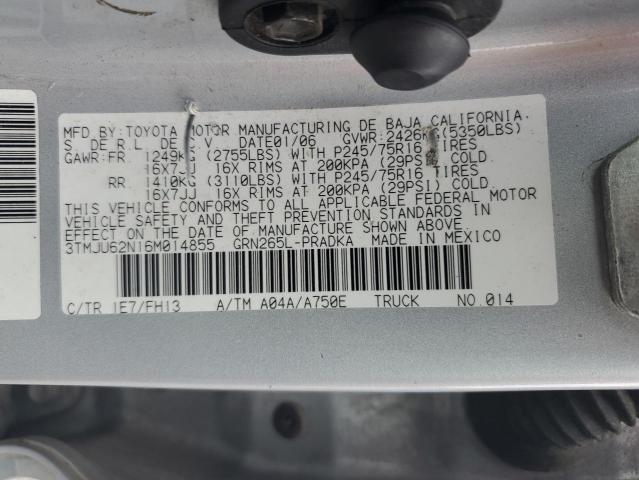 MFD.BY:TOYOTA MOTOR MANUFACTURING DE BAJA CALIFORNIA,
S. DE R.L. DE C.V. DATE01/06 GVWR:2426KG(5350LBS)
GAWR:FR. 1249KG (2755LBS) WITH P245/75R16 TIRES
16X7JJ 16X RIMS AT 200KPA (29PSI) COLD.
RR 1410KG (3110LBS) WITH P245/75R16 TIRES
16X7JJ 16X RIMS AT 200KPA (29PSI) COLD.
THIS VEHICLE CONFORMS TO ALL APPLICABLE FEDERAL MOTOR
VEHICLE SAFETY AND THEFT PREVENTION STANDARDS IN
EFFECT ON THE DATE OF MANUFACTURE SHOWN ABOVE.
3TMJU62N16M014855 GRN265L-PRADKA MADE IN MEXICO
C/TR 1E7/FH13 A/TM A04A/A750E TRUCK NO.014